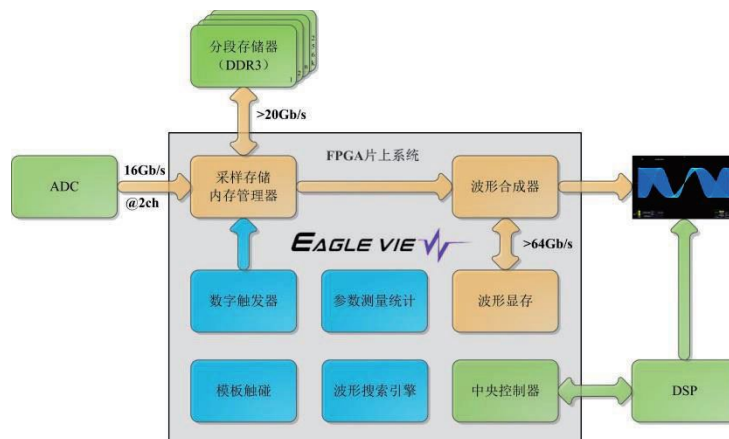 分段存储器
（DDR3）
1
2
>20Gb/s
FPGA片上系统
16Gb/s
ADC
@2ch
采样存储
内存管理器
波形合成器
EAGLE VIEW
>64Gb/s
数字触发器
参数测量统计
波形显存
模板触碰
波形搜索引擎
中央控制器
DSP